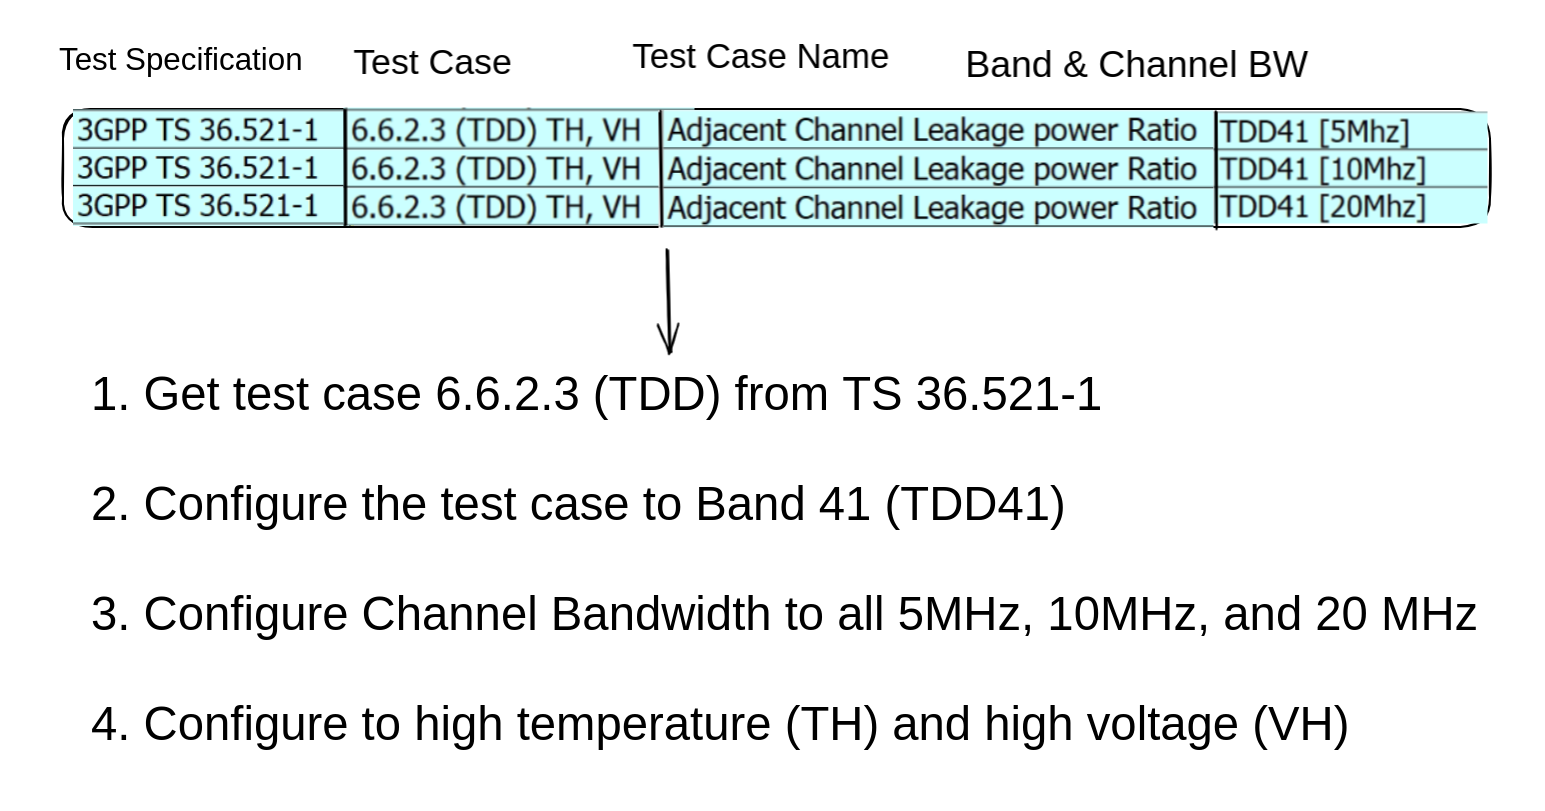 Test Specification Test Case Test Case Name Band & Channel BW
3GPP TS 36.521-1 6.6.2.3 (TDD) TH, VH Adjacent Channel Leakage power Ratio TDD41 [5Mhz]
3GPP TS 36.521-1 6.6.2.3 (TDD) TH, VH Adjacent Channel Leakage power Ratio TDD41 [10Mhz]
3GPP TS 36.521-1 6.6.2.3 (TDD) TH, VH Adjacent Channel Leakage power Ratio TDD41 [20Mhz]
1. Get test case 6.6.2.3 (TDD) from TS 36.521-1
2. Configure the test case to Band 41 (TDD41)
3. Configure Channel Bandwidth to all 5MHz, 10MHz, and 20 MHz
4. Configure to high temperature (TH) and high voltage (VH)